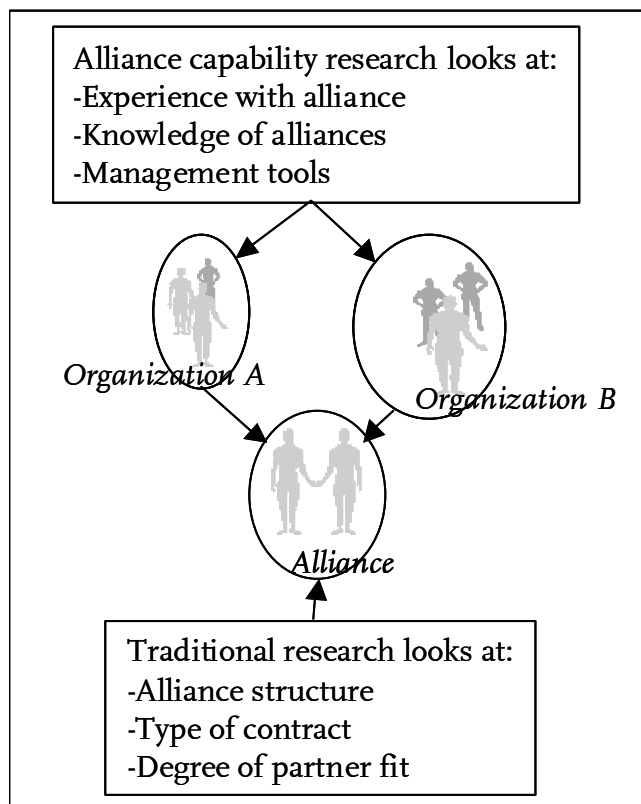 Alliance capability research looks at:
-Experience with alliance
-Knowledge of alliances
-Management tools
Organization A
Organization B
Alliance
Traditional research looks at:
-Alliance structure
-Type of contract
-Degree of partner fit